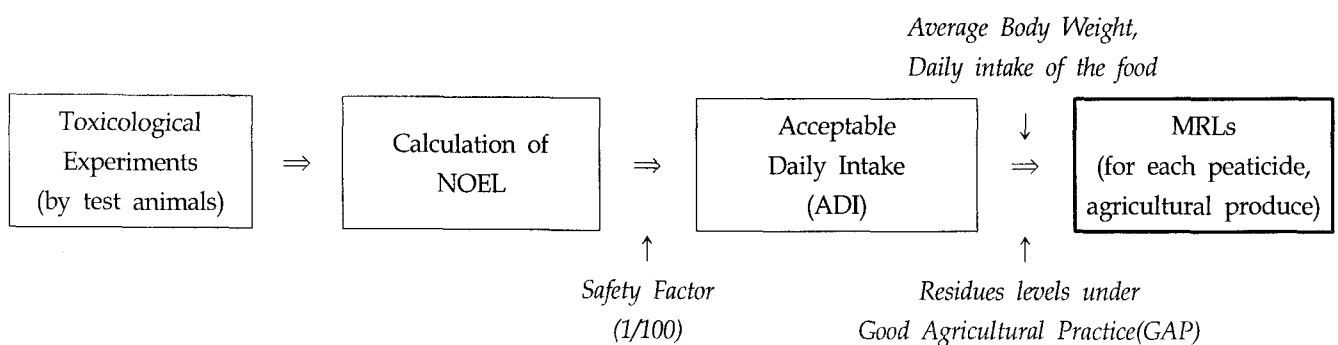 Average Body Weight,
Daily intake of the food
Toxicological
Experiments
(by test animals)
⇒
Calculation of
NOEL
⇒
Acceptable
Daily Intake
(ADI)
↓
⇒
MRLs
(for each peaticide,
agricultural produce)
↑
Safety Factor
(1/100)
↑
Residues levels under
Good Agricultural Practice(GAP)